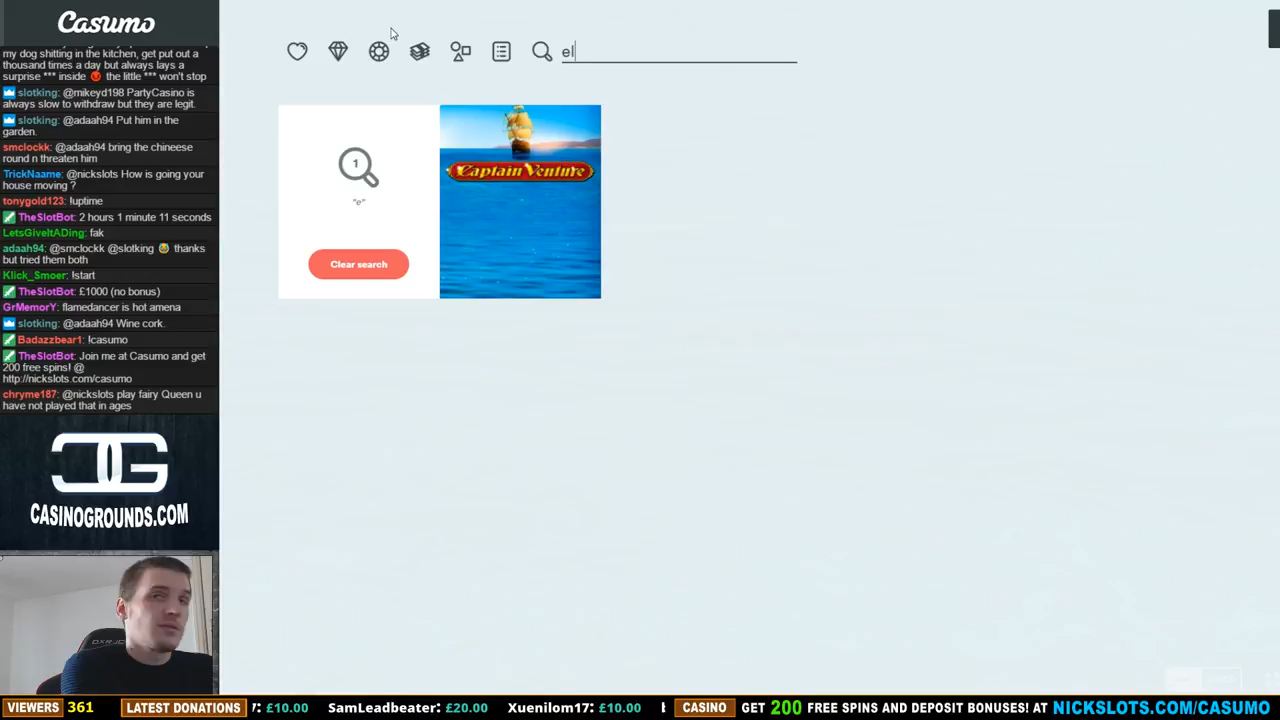 Casumo
my dog shitting in the kitchen, get put out a
thousand times a day but always lays a
surprise *** inside the little *** won't stop
slotking: @mikeyd198 PartyCasino is
always slow to withdraw but they are legit.
slotking: @adaah94 Put him in the
garden.
smclockk: @adaah94 bring the chineese
round n threaten him
TrickNaame: @nickslots How is going your
house moving ?
tonygold123: !uptime
TheSlotBot: 2 hours 1 minute 11 seconds
LetsGiveItADing: fak
adaah94: @smclockk @slotking thanks
but tried them both
Klick_Smoer: !start
TheSlotBot: £1000 (no bonus)
GrMemorY: flamedancer is hot amena
slotking: @adaah94 Wine cork.
Badazzbear1: !casumo
TheSlotBot: Join me at Casumo and get
200 free spins! @
http://nickslots.com/casumo
chryme187: @nickslots play fairy Queen u
have not played that in ages
CASINOGROUNDS.COM
DXR
el
1
"e"
Clear search
Captain Venture
VIEWERS 361 LATEST DONATIONS 7: £10.00 SamLeadbeater: £20.00 Xuenilom17: £10.00 CASINO GET 200 FREE SPINS AND DEPOSIT BONUSES! AT NICKSLOTS.COM/CASUMO